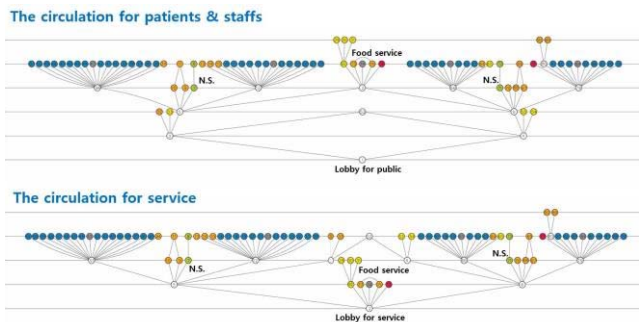 The circulation for patients & staffs
Food service
N.S.
N.S.
Lobby for public
The circulation for service
N.S.
N.S.
Food service
Lobby for service